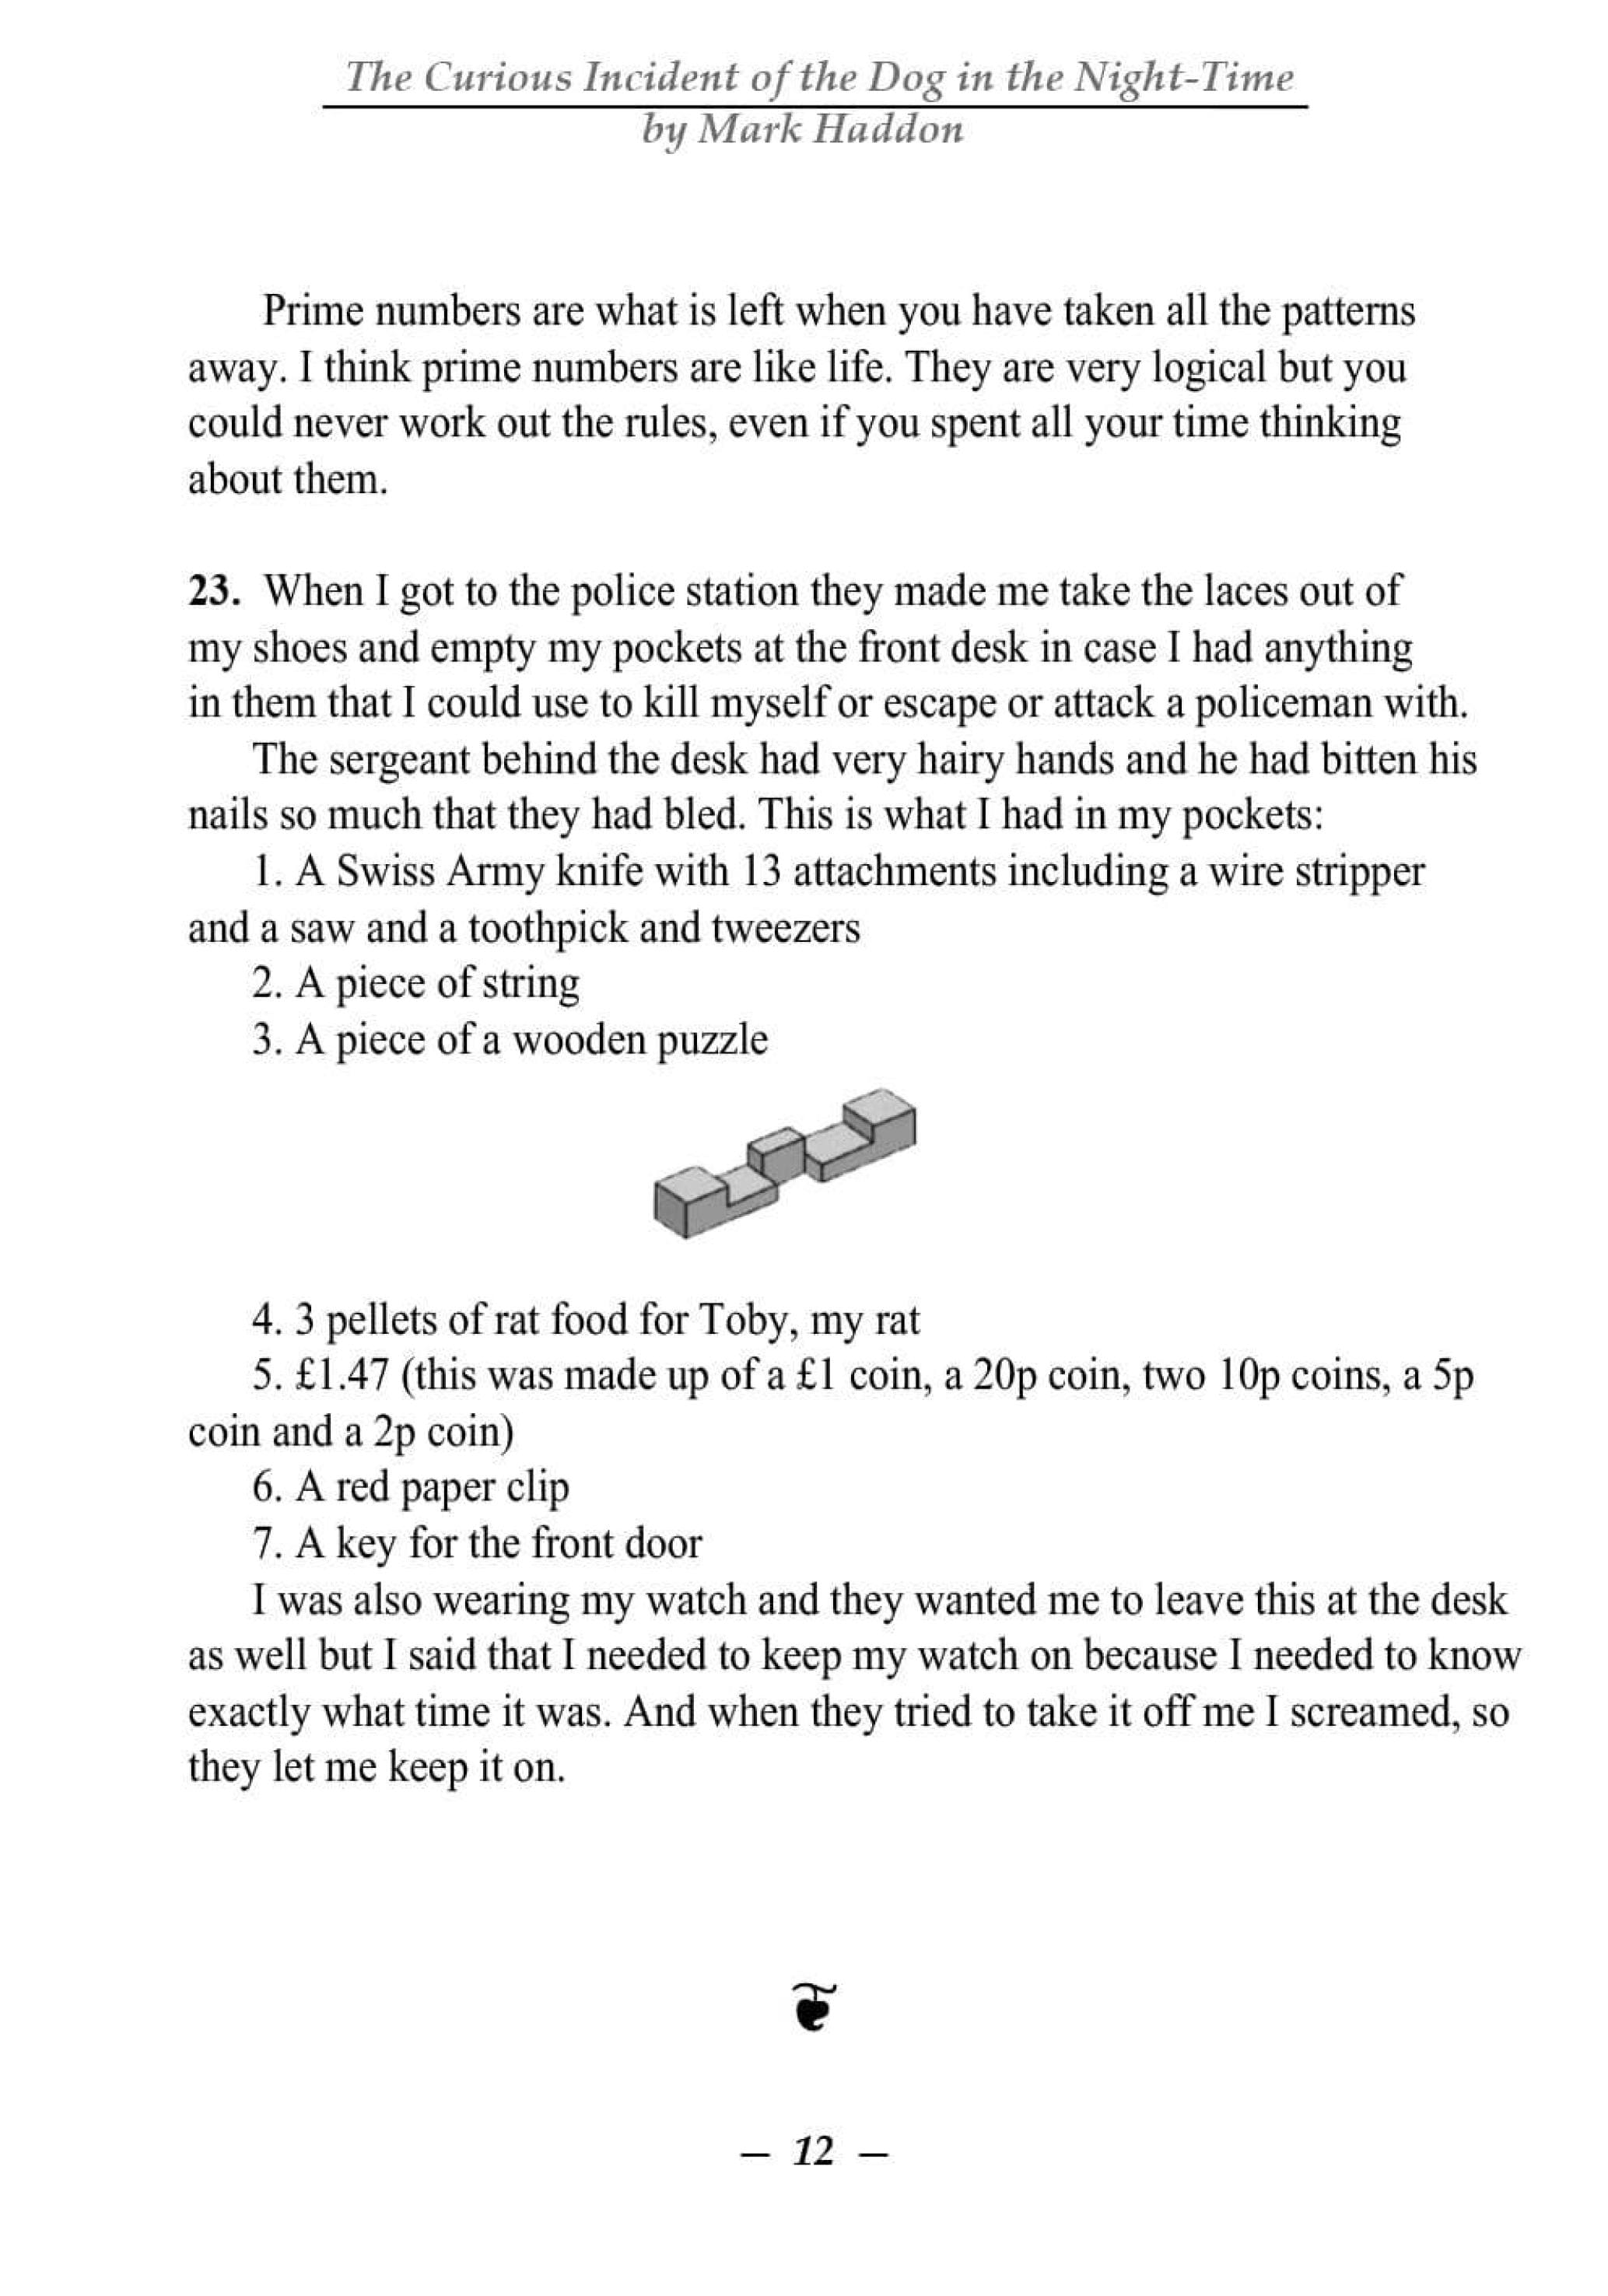 The Curious Incident of the Dog in the Night-Time
by Mark Haddon
Prime numbers are what is left when you have taken all the patterns
away. I think prime numbers are like life. They are very logical but you
could never work out the rules, even if you spent all your time thinking
about them.
23. When I got to the police station they made me take the laces out of
my shoes and empty my pockets at the front desk in case I had anything
in them that I could use to kill myself or escape or attack a policeman with.
The sergeant behind the desk had very hairy hands and he had bitten his
nails so much that they had bled. This is what I had in my pockets:
1. A Swiss Army knife with 13 attachments including a wire stripper
and a saw and a toothpick and tweezers
2. A piece of string
3. A piece of a wooden puzzle
4. 3 pellets of rat food for Toby, my rat
5. £1.47 (this was made up of a £1 coin, a 20p coin, two 10p coins, a 5p
coin and a 2p coin)
6. A red paper clip
7. A key for the front door
I was also wearing my watch and they wanted me to leave this at the desk
as well but I said that I needed to keep my watch on because I needed to know
exactly what time it was. And when they tried to take it off me I screamed, so
they let me keep it on.
– 12 –